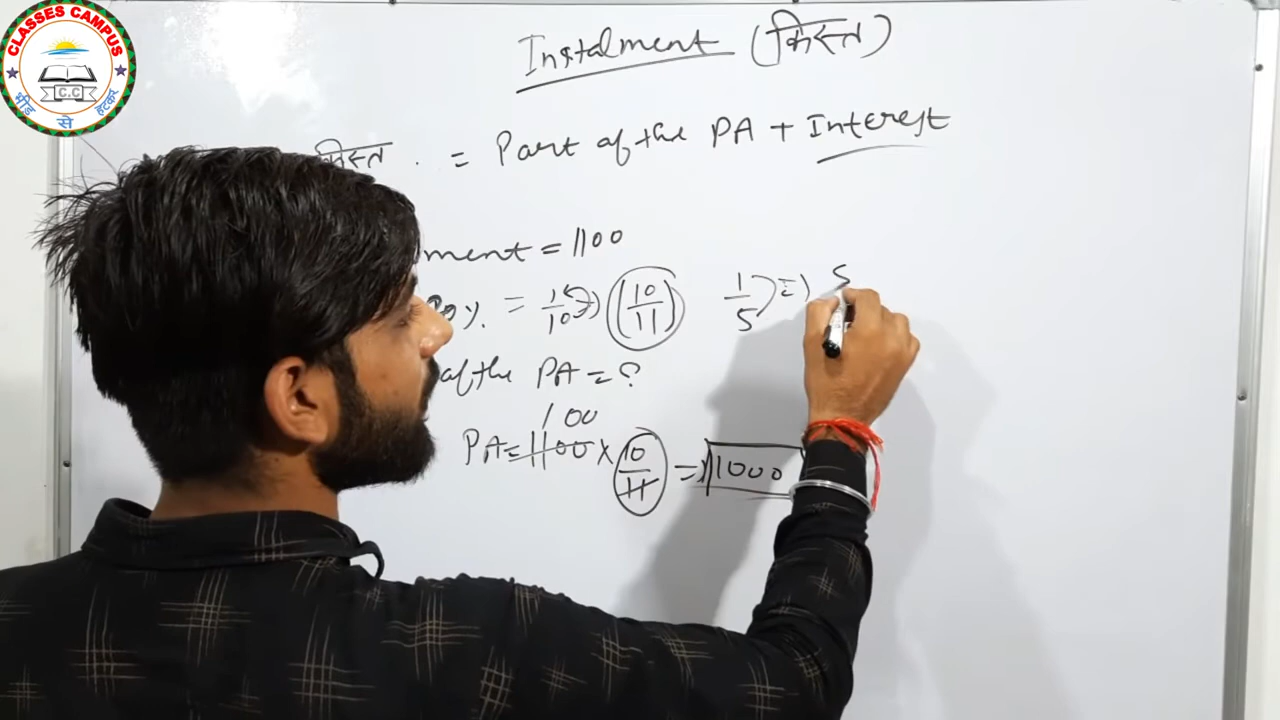 CLASSES CAMPUS
C.C
भीड़ से हटकर
Instalment (किस्त)
किस्त . = Part of the PA + Interest
ment = 1100
= 1/10 ⇒ (10/11) 1/5 ⇒ 5
of the PA = ?
100
PA = 1100 × 10/11 = 1000